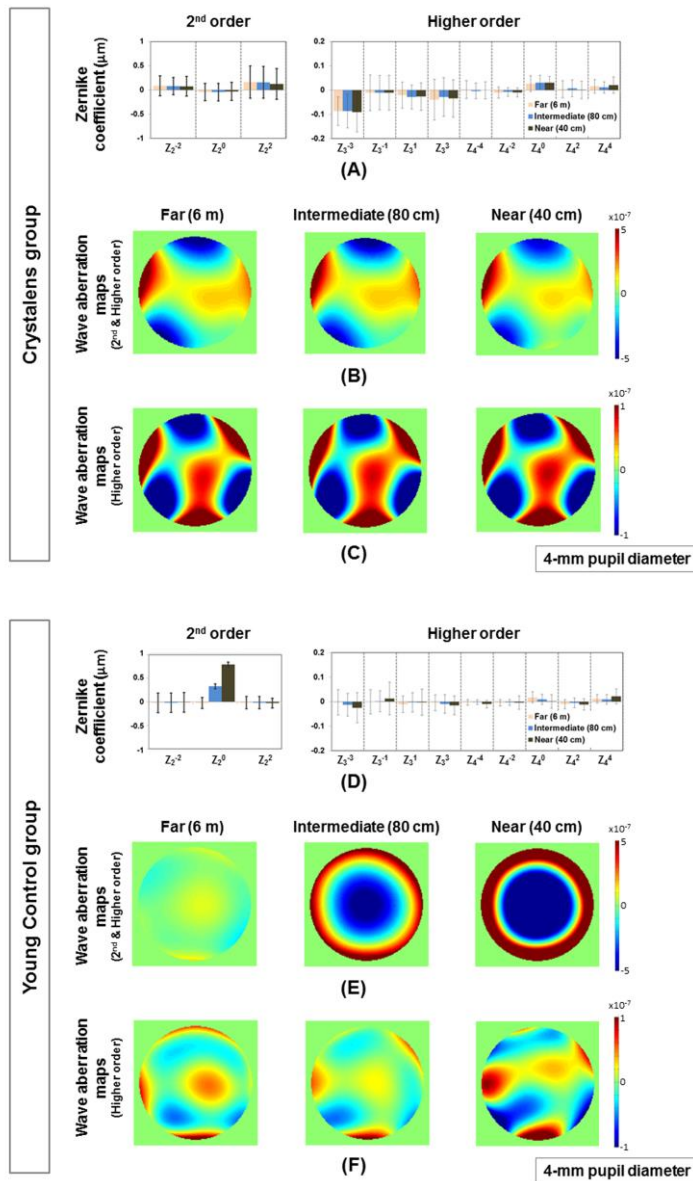 Crystalens group
2nd order
Higher order
Zernike
coeffilicient (μm)
1
0.5
0
-0.5
-1
Z2-2
Z20
Z22
0.2
0.1
0
-0.1
-0.2
Far (6 m)
Intermediate (80 cm)
Near (40 cm)
Z3-3
Z3-1
Z31
Z33
Z4-4
Z4-2
Z40
Z42
Z44
(A)
Far (6 m)
Intermediate (80 cm)
Near (40 cm)
Wave aberration
maps
(2nd & Higher order)
x10-7
5
0
-5
(B)
Wave aberration maps
(Higher order)
x10-7
1
0
-1
(C)
4-mm pupil diameter
Young Control group
2nd order
Higher order
Zernike
coeffilicient (μm)
1
0.5
0
-0.5
-1
Z2-2
Z20
Z22
0.2
0.1
0
-0.1
-0.2
Far (6 m)
Intermediate (80 cm)
Near (40 cm)
Z3-3
Z3-1
Z31
Z33
Z4-4
Z4-2
Z40
Z42
Z44
(D)
Far (6 m)
Intermediate (80 cm)
Near (40 cm)
Wave aberration
maps
(2nd & Higher order)
x10-7
5
0
-5
(E)
Wave aberration
maps
(Higher order)
x10-7
1
0
-1
(F)
4-mm pupil diameter